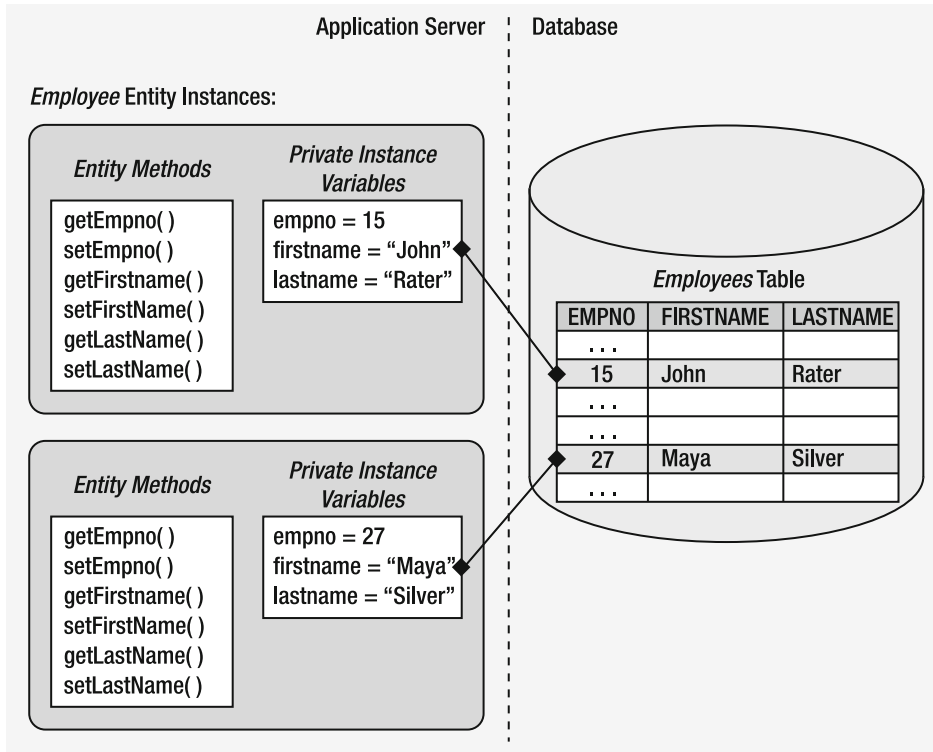 Application Server
Database
Employee Entity Instances:
Entity Methods
getEmpno( )
setEmpno( )
getFirstname( )
setFirstName( )
getLastName( )
setLastName( )
Private Instance
Variables
empno = 15
firstname = “John”
lastname = “Rater”
Entity Methods
getEmpno( )
setEmpno( )
getFirstname( )
setFirstName( )
getLastName( )
setLastName( )
Private Instance
Variables
empno = 27
firstname = “Maya”
lastname = “Silver”
Employees Table
EMPNO FIRSTNAME LASTNAME
. . .
15 John Rater
. . .
. . .
27 Maya Silver
. . .